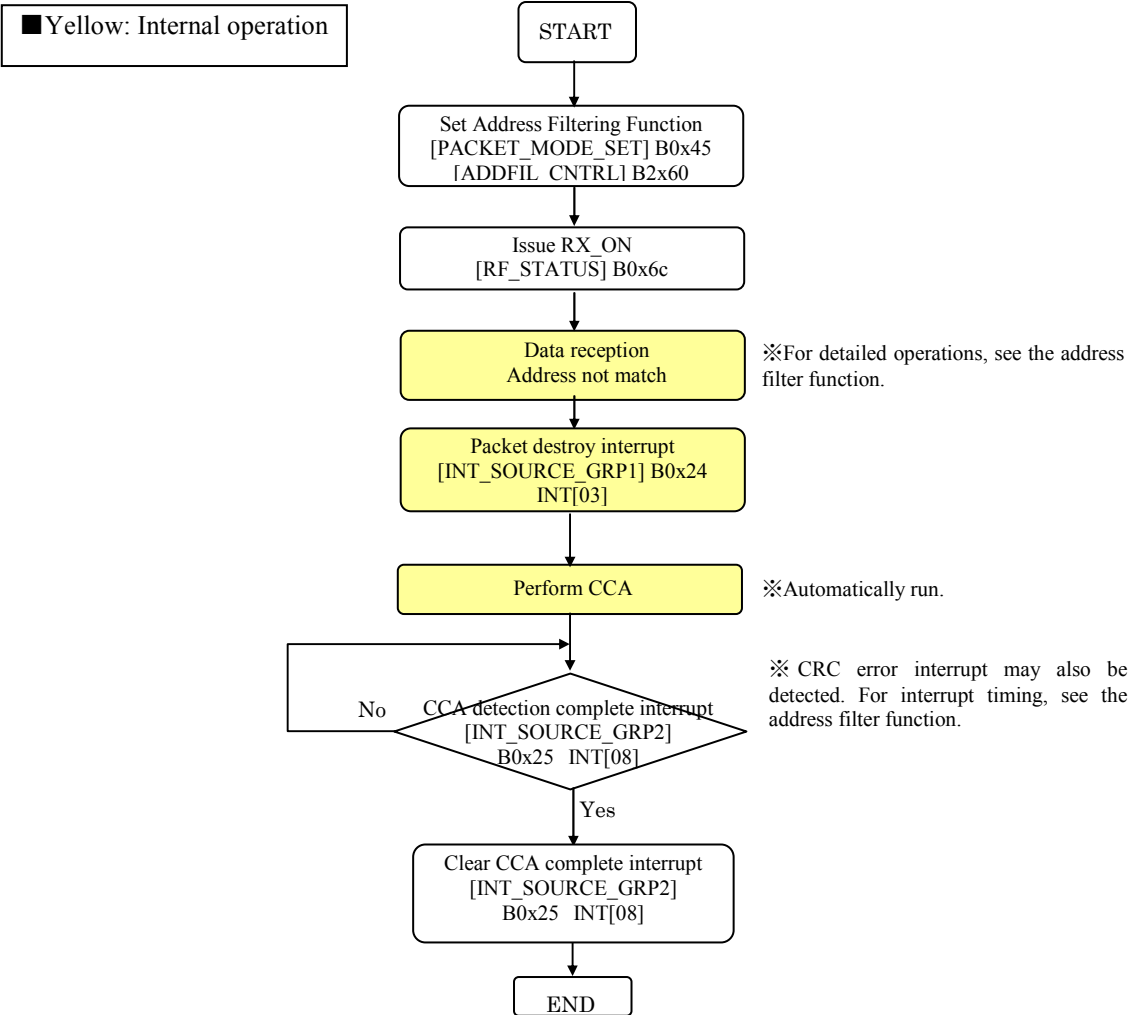 ■Yellow: Internal operation
START
Set Address Filtering Function
[PACKET_MODE_SET] B0x45
[ADDFIL_CNTRL] B2x60
Issue RX_ON
[RF_STATUS] B0x6c
Data reception
Address not match
※For detailed operations, see the address
filter function.
Packet destroy interrupt
[INT_SOURCE_GRP1] B0x24
INT[03]
Perform CCA
※Automatically run.
※ CRC error interrupt may also be
detected. For interrupt timing, see the
address filter function.
No
CCA detection complete interrupt
[INT_SOURCE_GRP2]
B0x25 INT[08]
Yes
Clear CCA complete interrupt
[INT_SOURCE_GRP2]
B0x25 INT[08]
END